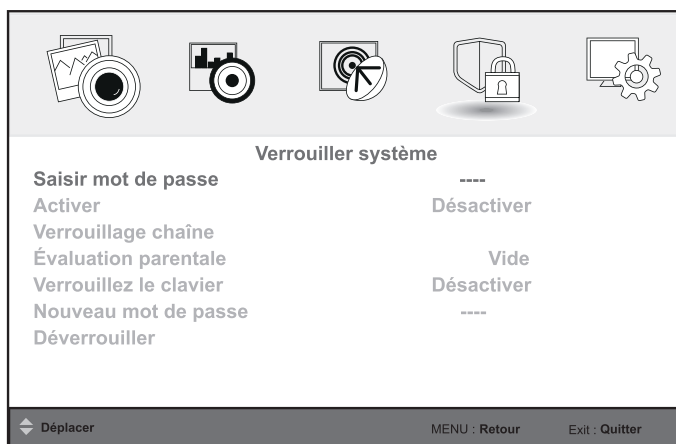 Verrouiller système
Saisir mot de passe ----
Activer Désactiver
Verrouillage chaîne
Évaluation parentale Vide
Verrouillez le clavier Désactiver
Nouveau mot de passe ----
Déverrouiller
Déplacer MENU : Retour Exit : Quitter